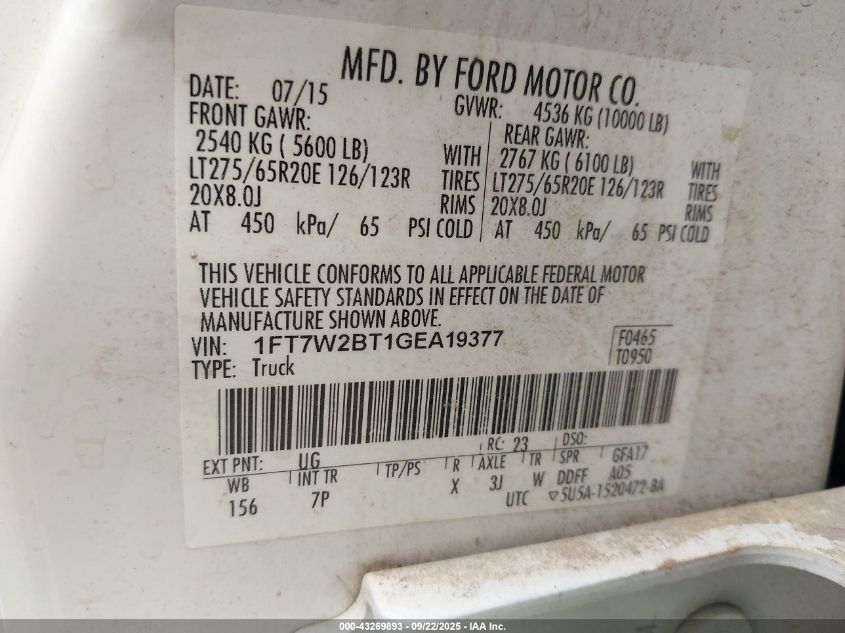 MFD. BY FORD MOTOR CO.
DATE: 07/15 GVWR: 4536 KG (10000 LB)
FRONT GAWR: REAR GAWR:
2540 KG ( 5600 LB) WITH 2767 KG ( 6100 LB) WITH
LT275/65R20E 126/123R TIRES LT275/65R20E 126/123R TIRES
20X8.0J RIMS 20X8.0J RIMS
AT 450 kPa/ 65 PSI COLD AT 450 kPa/ 65 PSI COLD
THIS VEHICLE CONFORMS TO ALL APPLICABLE FEDERAL MOTOR
VEHICLE SAFETY STANDARDS IN EFFECT ON THE DATE OF
MANUFACTURE SHOWN ABOVE.
VIN: 1FT7W2BT1GEA19377 F0465
TYPE: Truck T0950
EXT PNT: UG RC: 23 DSO:
WB INT TR TP/PS R AXLE TR SPR GFA17
156 7P X 3J W DDFF A05
UTC ▽5U5A-1520472-BA
000-43269893 - 09/22/2025 - IAA Inc.